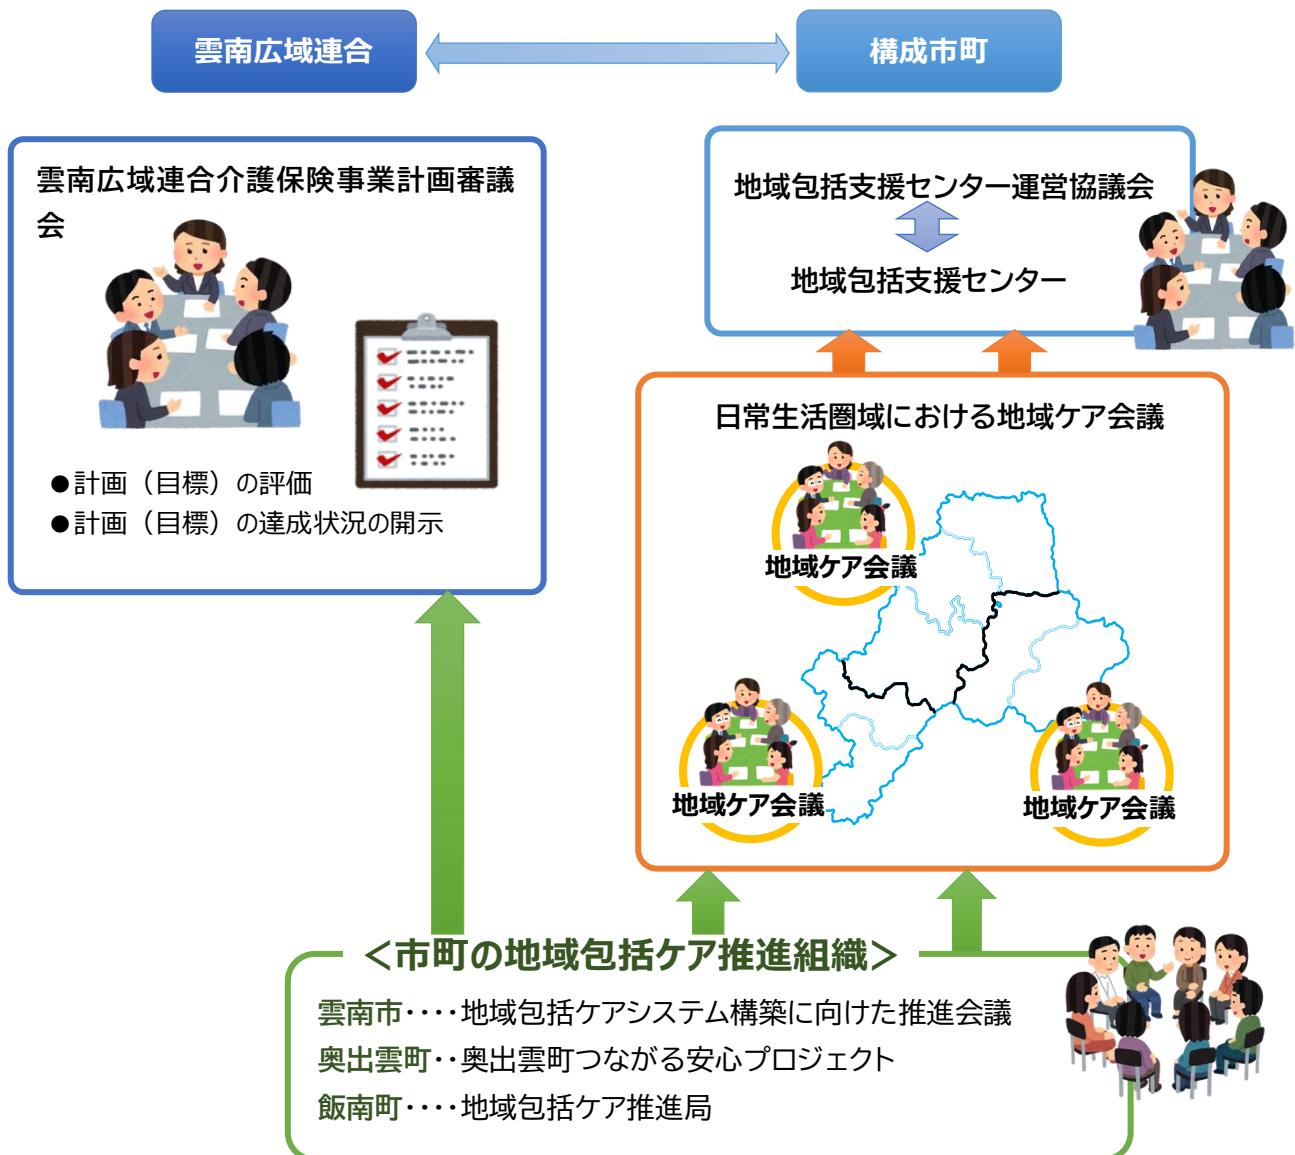 雲南広域連合
構成市町
雲南広域連合介護保険事業計画審議
会
●計画（目標）の評価
●計画（目標）の達成状況の開示
地域包括支援センター運営協議会
地域包括支援センター
日常生活圏域における地域ケア会議
地域ケア会議
地域ケア会議
地域ケア会議
＜市町の地域包括ケア推進組織＞
雲南市････地域包括ケアシステム構築に向けた推進会議
奥出雲町･･奥出雲町つながる安心プロジェクト
飯南町････地域包括ケア推進局